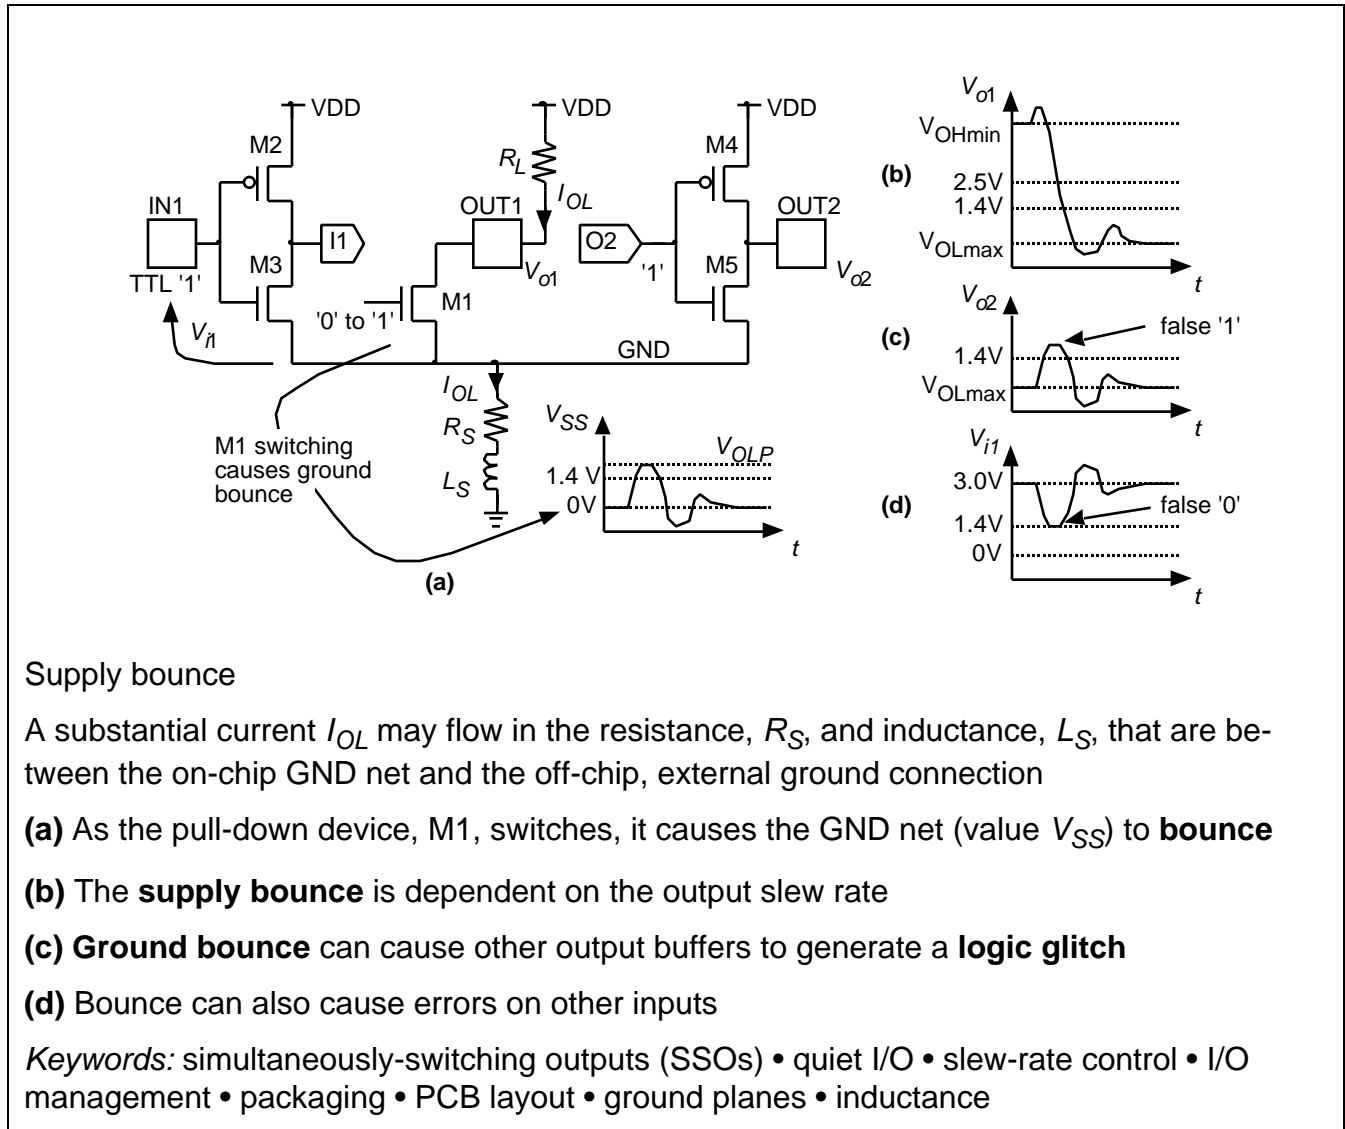 VDD
VDD
VDD
M2
R_L
M4
I_OL
IN1
OUT1
OUT2
I1
O2
M3
'1'
M5
TTL '1'
V_o1
V_o2
M1
'0' to '1'
V_i1
GND
I_OL
R_S
L_S
M1 switching
causes ground
bounce
V_SS
V_OLP
1.4 V
0V
t
(a)
V_o1
V_OHmin
(b)
2.5V
1.4V
V_OLmax
t
V_o2
false '1'
(c)
1.4V
V_OLmax
t
V_i1
3.0V
false '0'
(d)
1.4V
0V
t
Supply bounce
A substantial current I_OL may flow in the resistance, R_S, and inductance, L_S, that are be-
tween the on-chip GND net and the off-chip, external ground connection
(a) As the pull-down device, M1, switches, it causes the GND net (value V_SS) to bounce
(b) The supply bounce is dependent on the output slew rate
(c) Ground bounce can cause other output buffers to generate a logic glitch
(d) Bounce can also cause errors on other inputs
Keywords: simultaneously-switching outputs (SSOs) • quiet I/O • slew-rate control • I/O
management • packaging • PCB layout • ground planes • inductance